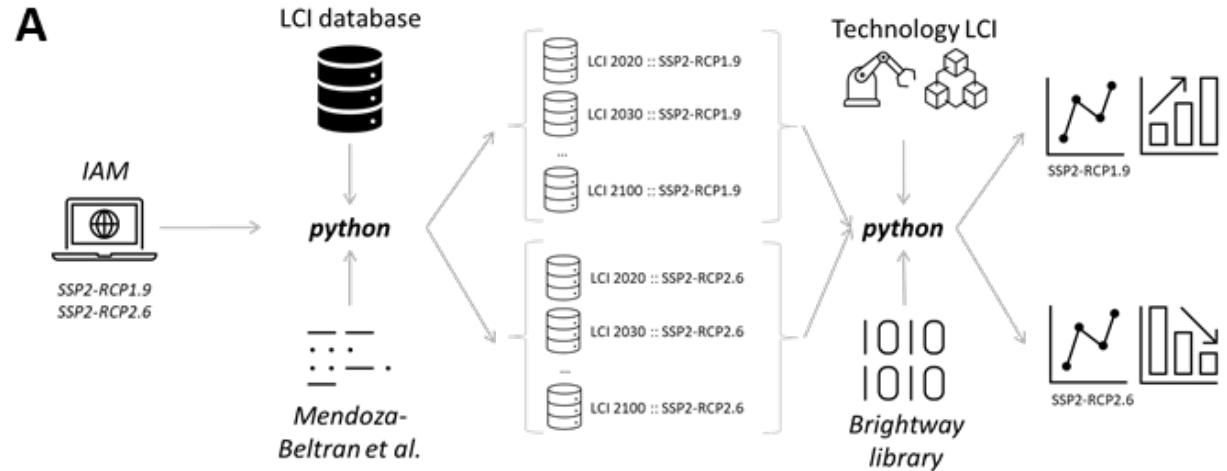 A
LCI database
IAM
SSP2-RCP1.9
SSP2-RCP2.6
python
Mendoza-
Beltran et al.
LCI 2020 :: SSP2-RCP1.9
LCI 2030 :: SSP2-RCP1.9
...
LCI 2100 :: SSP2-RCP1.9
LCI 2020 :: SSP2-RCP2.6
LCI 2030 :: SSP2-RCP2.6
...
LCI 2100 :: SSP2-RCP2.6
Technology LCI
python
IOIO
IOIO
Brightway
library
SSP2-RCP1.9
SSP2-RCP2.6